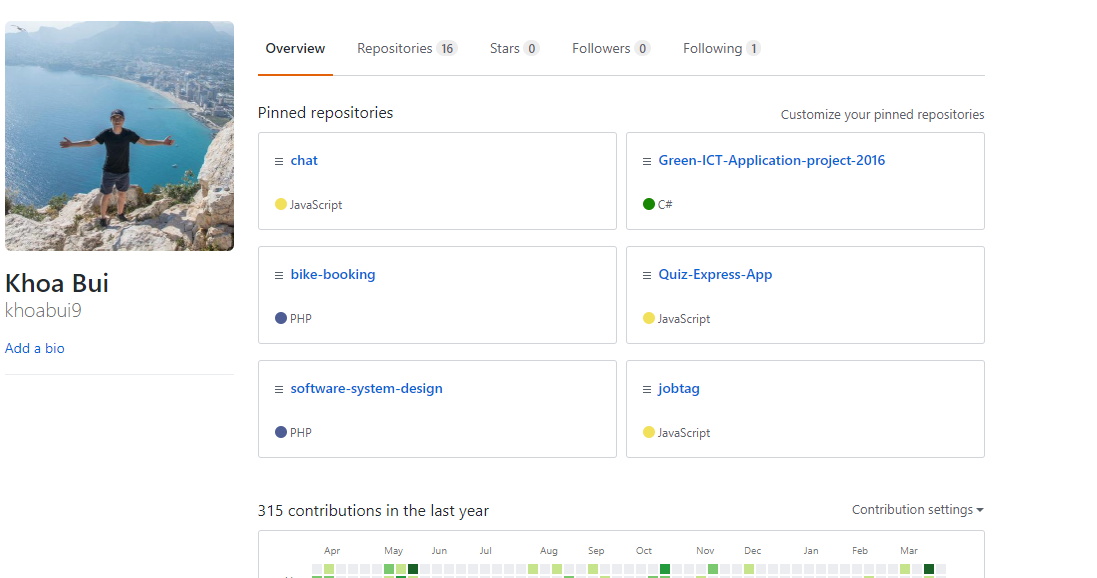 Overview Repositories 16 Stars 0 Followers 0 Following 1
Pinned repositories Customize your pinned repositories
chat Green-ICT-Application-project-2016
JavaScript C#
bike-booking Quiz-Express-App
PHP JavaScript
software-system-design jobtag
PHP JavaScript
Khoa Bui
khoabui9
Add a bio
315 contributions in the last year Contribution settings
Apr May Jun Jul Aug Sep Oct Nov Dec Jan Feb Mar